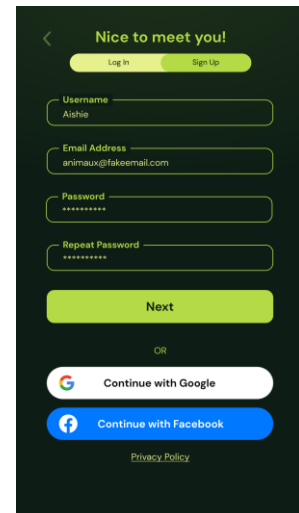 Nice to meet you!
Log In
Sign Up
Username
Aishie
Email Address
animaux@fakeemail.com
Password
**********
Repeat Password
**********
Next
OR
Continue with Google
Continue with Facebook
Privacy Policy